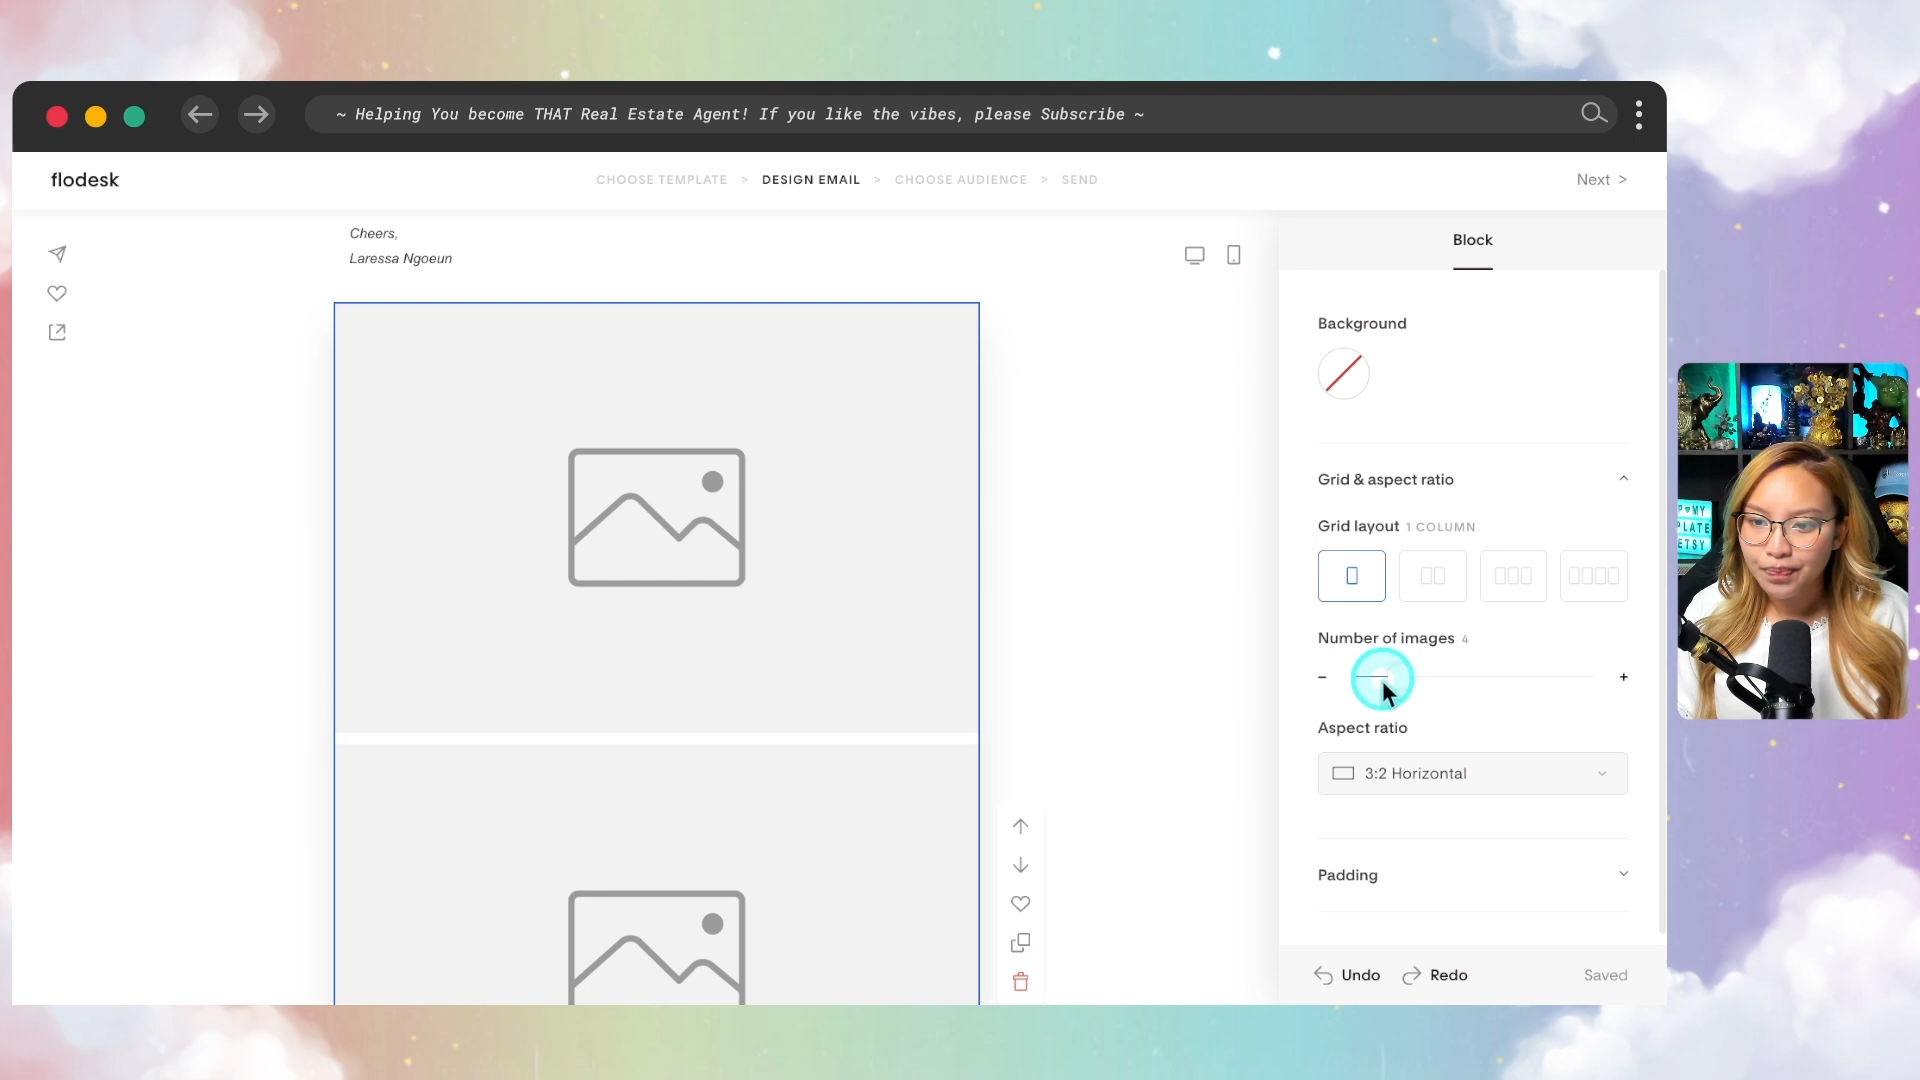 ~ Helping You become THAT Real Estate Agent! If you like the vibes, please Subscribe ~
flodesk
CHOOSE TEMPLATE > DESIGN EMAIL > CHOOSE AUDIENCE > SEND
Next >
Cheers,
Laressa Ngoeun
Block
Background
Grid & aspect ratio
Grid layout 1 COLUMN
Number of images 4
- +
Aspect ratio
3:2 Horizontal
Padding
Undo Redo Saved